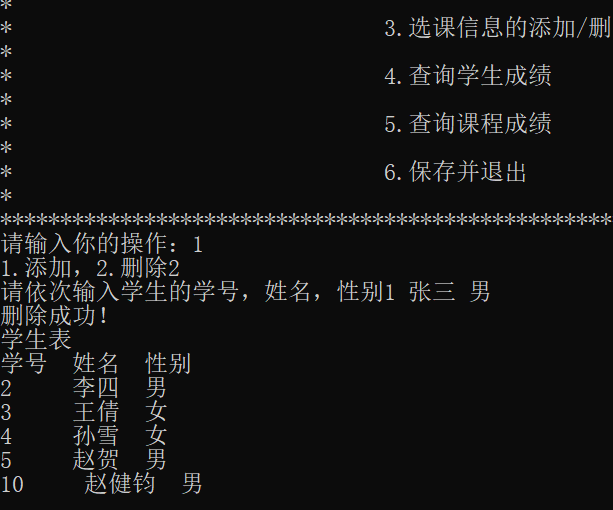 *
* 3.选课信息的添加/删
*
* 4.查询学生成绩
*
* 5.查询课程成绩
*
* 6.保存并退出
*
***************************************************
请输入你的操作：1
1.添加，2.删除2
请依次输入学生的学号，姓名，性别1 张三 男
删除成功！
学生表
学号 姓名 性别
2 李四 男
3 王倩 女
4 孙雪 女
5 赵贺 男
10 赵健钧 男